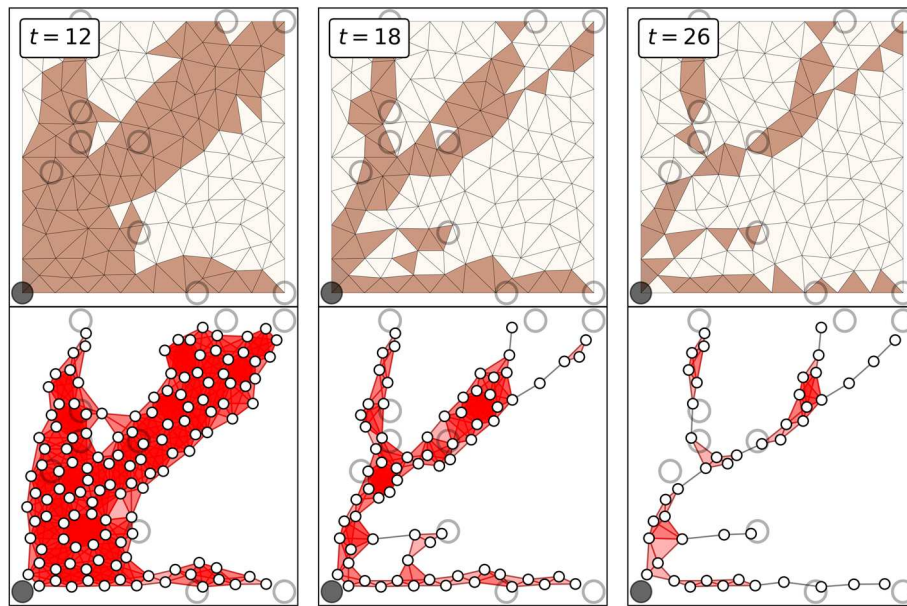 t = 12
t = 18
t = 26